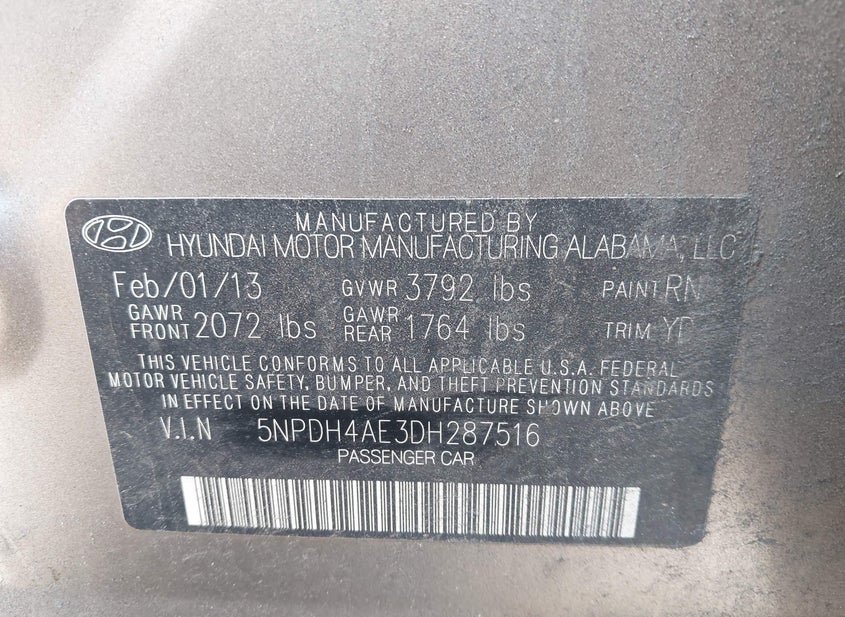 MANUFACTURED BY
HYUNDAI MOTOR MANUFACTURING ALABAMA, LLC
Feb/01/13 GVWR 3792 lbs PAINT RN
GAWR FRONT 2072 lbs GAWR REAR 1764 lbs TRIM
THIS VEHICLE CONFORMS TO ALL APPLICABLE U.S.A. FEDERAL
MOTOR VEHICLE SAFETY, BUMPER, AND THEFT PREVENTION STANDARDS
IN EFFECT ON THE DATE OF MANUFACTURE SHOWN ABOVE
V.I.N 5NPDH4AE3DH287516
PASSENGER CAR